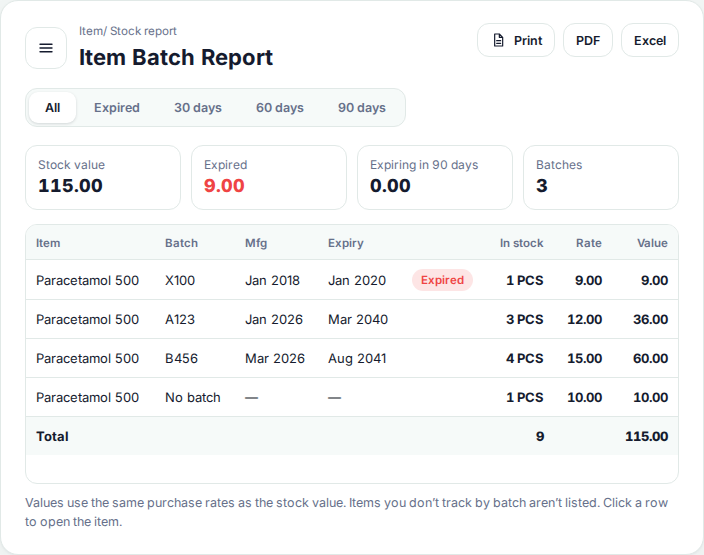 Item/ Stock report
Item Batch Report
Print PDF Excel
All Expired 30 days 60 days 90 days
Stock value Expired Expiring in 90 days Batches
115.00 9.00 0.00 3
Item Batch Mfg Expiry In stock Rate Value
Paracetamol 500 X100 Jan 2018 Jan 2020 Expired 1 PCS 9.00 9.00
Paracetamol 500 A123 Jan 2026 Mar 2040 3 PCS 12.00 36.00
Paracetamol 500 B456 Mar 2026 Aug 2041 4 PCS 15.00 60.00
Paracetamol 500 No batch — — 1 PCS 10.00 10.00
Total 9 115.00
Values use the same purchase rates as the stock value. Items you don’t track by batch aren’t listed. Click a row
to open the item.